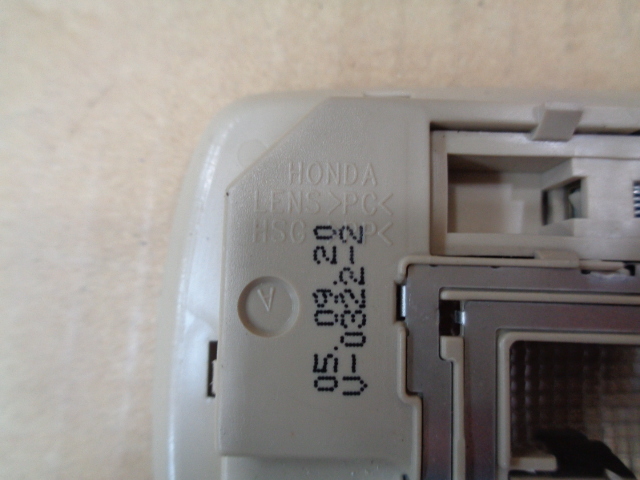 HONDA
LENS >PC<
HSG >PP<
05.09.20
V-0322-2
V